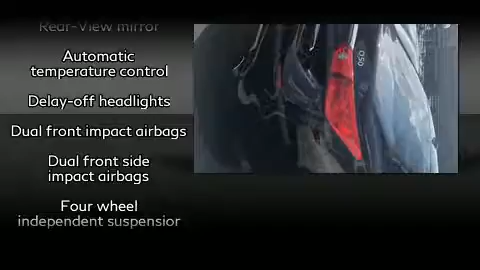 Rear-View mirror
Automatic
temperature control
Delay-off headlights
Dual front impact airbags
Dual front side
impact airbags
Four wheel
independent suspension
Q50